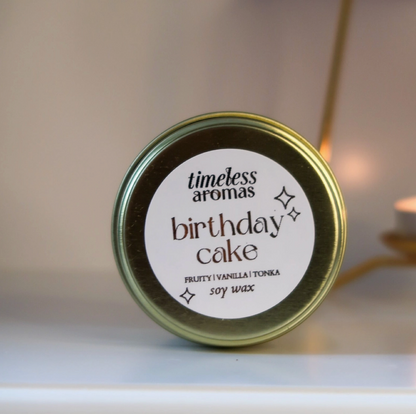 timeless
aromas
birthday
cake
FRUITY | VANILLA | TONKA
soy wax